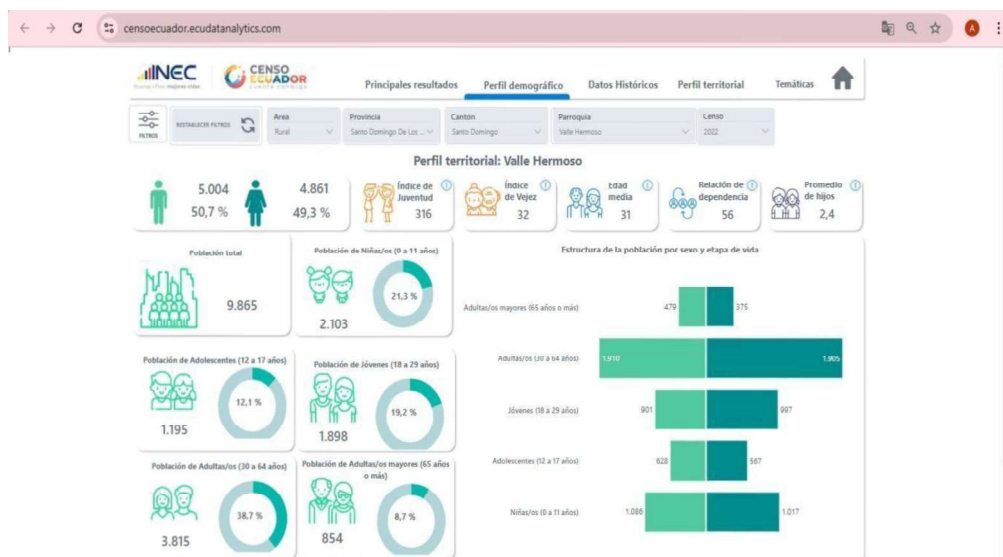 censoecuador.ecudatanalytics.com
A
INEC
Buenas cifras, mejores vidas
CENSO
ECUADOR
cuenta conmigo
Principales resultados
Perfil demográfico
Datos Históricos
Perfil territorial
Temáticas
FILTROS
RESTABLECER FILTROS
Area
Rural
Provincia
Santo Domingo De Los ...
Cantón
Santo Domingo
Parroquia
Valle Hermoso
Censo
2022
Perfil territorial: Valle Hermoso
5.004
50,7 %
4.861
49,3 %
Índice de
Juventud
316
Índice
de Vejez
32
Edad
media
31
Relación de
dependencia
56
Promedio
de hijos
2,4
Población total
9.865
Población de Niñas/os (0 a 11 años)
21,3 %
2.103
Población de Adolescentes (12 a 17 años)
12,1 %
1.195
Población de Jóvenes (18 a 29 años)
19,2 %
1.898
Población de Adultas/os (30 a 64 años)
38,7 %
3.815
Población de Adultas/os mayores (65 años
o más)
8,7 %
854
Estructura de la población por sexo y etapa de vida
Adultas/os mayores (65 años o más)
479
375
Adultas/os (30 a 64 años)
1.910
1.905
Jóvenes (18 a 29 años)
901
997
Adolescentes (12 a 17 años)
628
567
Niñas/os (0 a 11 años)
1.086
1.017